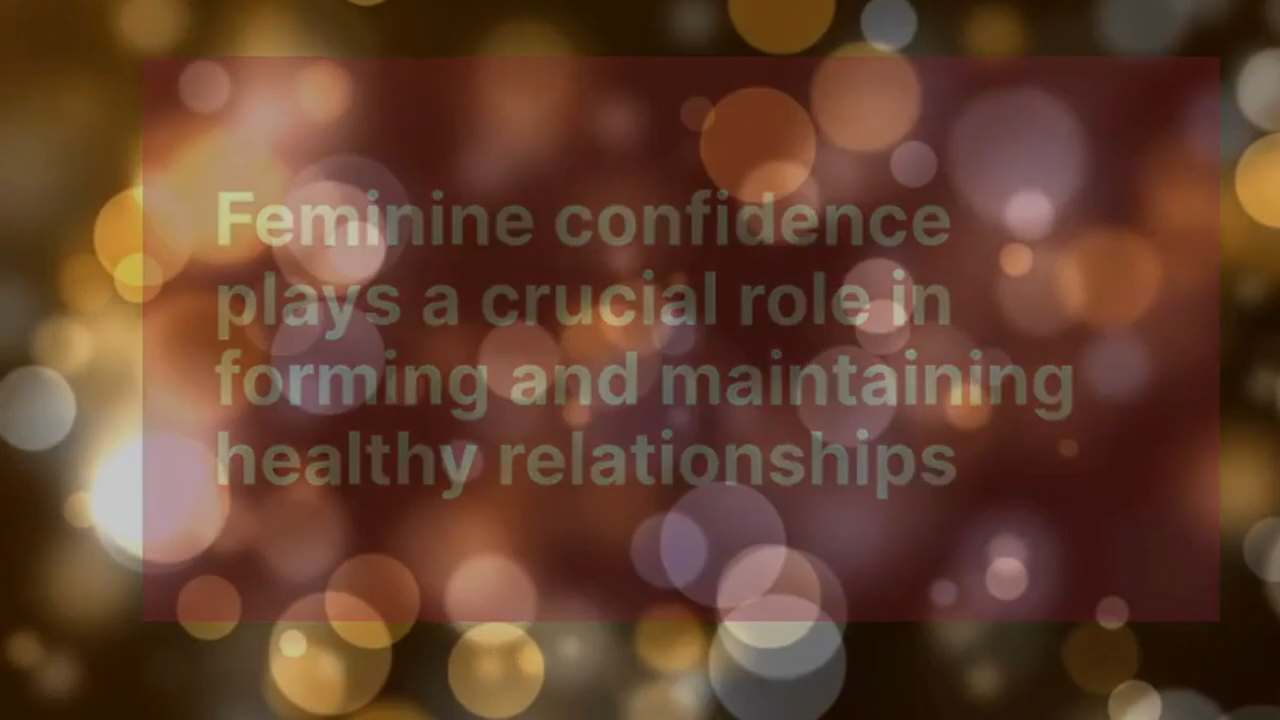 Feminine confidence
plays a crucial role in
forming and maintaining
healthy relationships